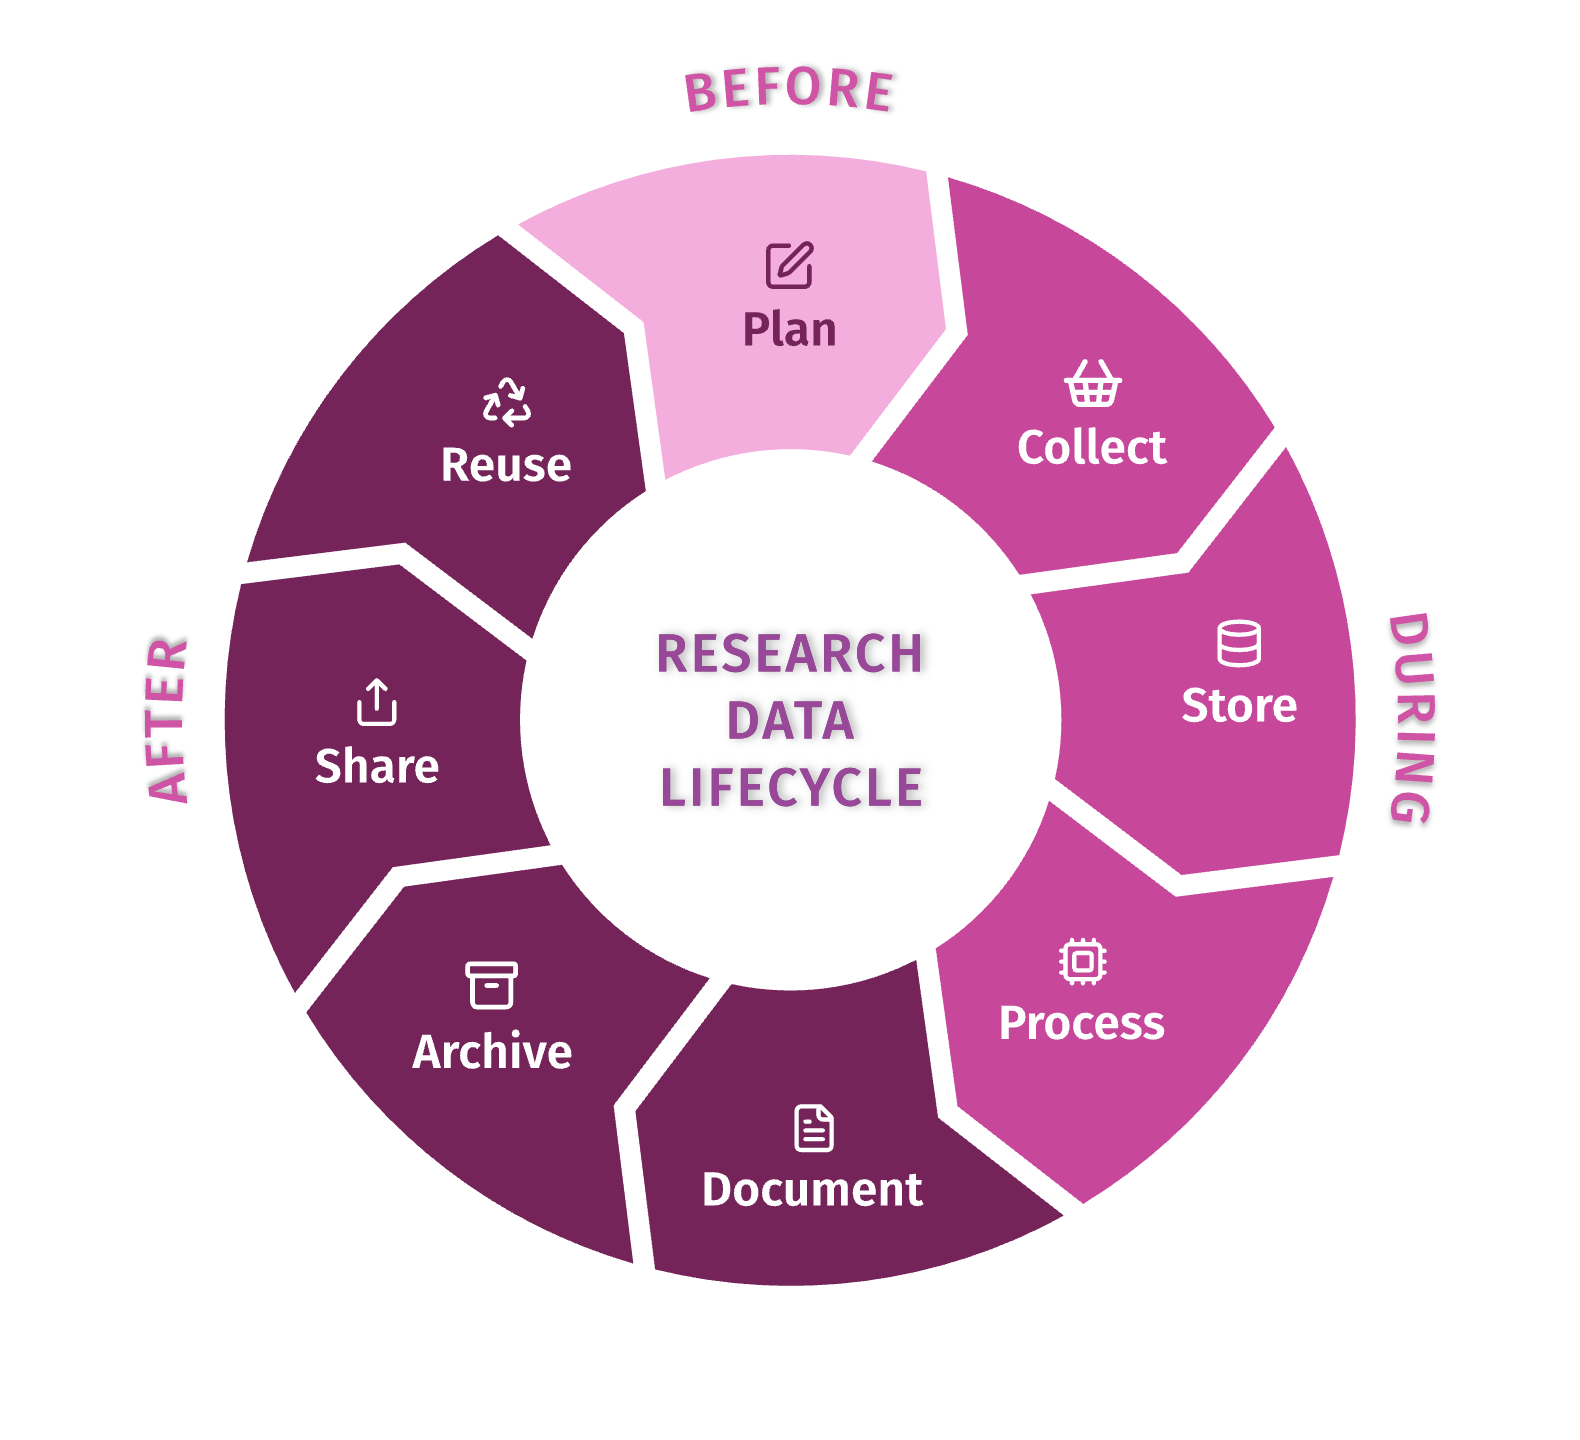 BEFORE
Plan
Collect
Store
DURING
Process
Document
Archive
Share
AFTER
Reuse
RESEARCH
DATA
LIFECYCLE